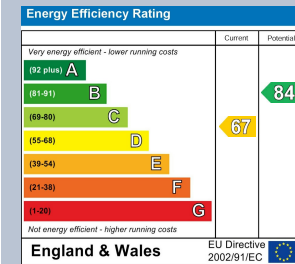 Energy Efficiency Rating
Current Potential
Very energy efficient - lower running costs
(92 plus) A
(81-91) B
84
(69-80) C
67
(55-68) D
(39-54) E
(21-38) F
(1-20) G
Not energy efficient - higher running costs
England & Wales
EU Directive
2002/91/EC